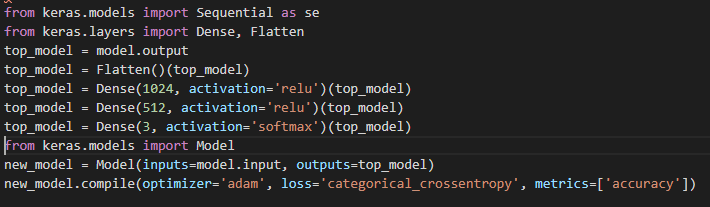 from keras.models import Sequential as se
from keras.layers import Dense, Flatten
top_model = model.output
top_model = Flatten()(top_model)
top_model = Dense(1024, activation='relu')(top_model)
top_model = Dense(512, activation='relu')(top_model)
top_model = Dense(3, activation='softmax')(top_model)
from keras.models import Model
new_model = Model(inputs=model.input, outputs=top_model)
new_model.compile(optimizer='adam', loss='categorical_crossentropy', metrics=['accuracy'])